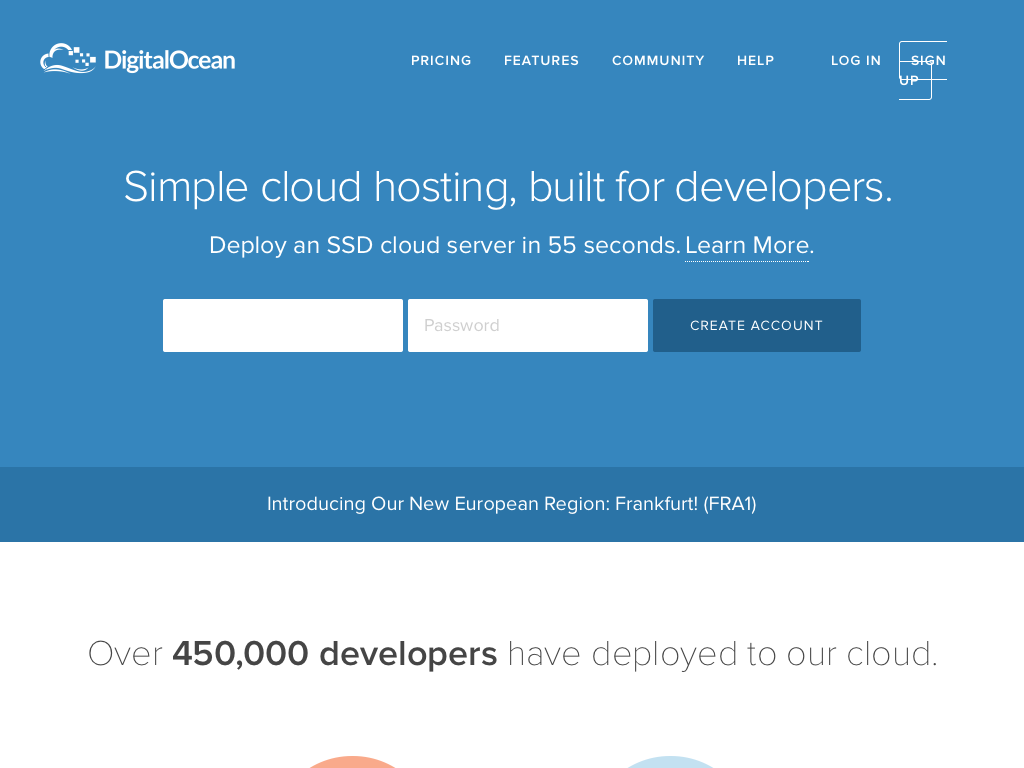 DigitalOcean
PRICING FEATURES COMMUNITY HELP LOG IN SIGN
UP
Simple cloud hosting, built for developers.
Deploy an SSD cloud server in 55 seconds. Learn More.
Password CREATE ACCOUNT
Introducing Our New European Region: Frankfurt! (FRA1)
Over 450,000 developers have deployed to our cloud.